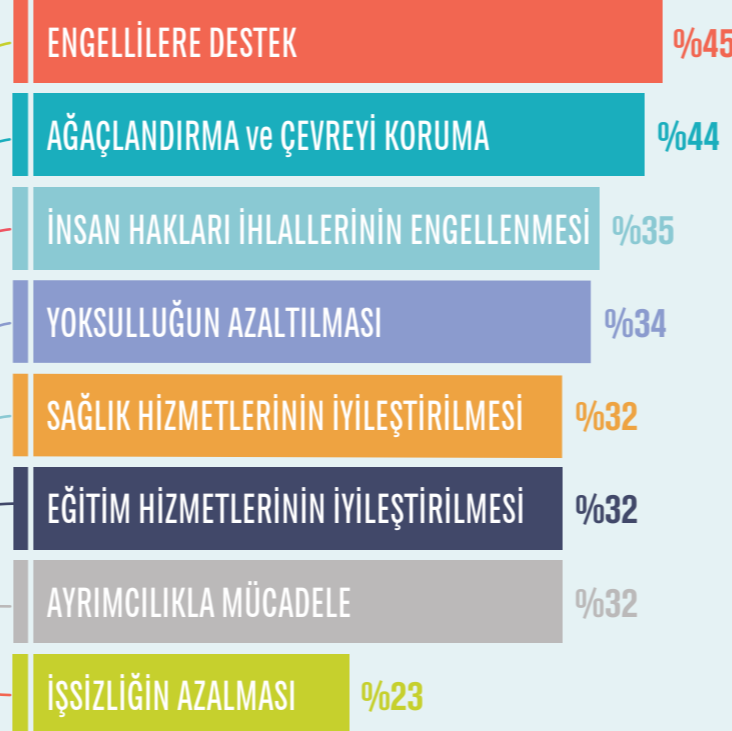 ENGELLİLERE DESTEK %45
AĞAÇLANDIRMA ve ÇEVREYİ KORUMA %44
İNSAN HAKLARI İHLALLERİNİN ENGELLENMESİ %35
YOKSULLUĞUN AZALTILMASI %34
SAĞLIK HİZMETLERİNİN İYİLEŞTİRİLMESİ %32
EĞİTİM HİZMETLERİNİN İYİLEŞTİRİLMESİ %32
AYRIMCILIKLA MÜCADELE %32
İŞSİZLİĞİN AZALMASI %23